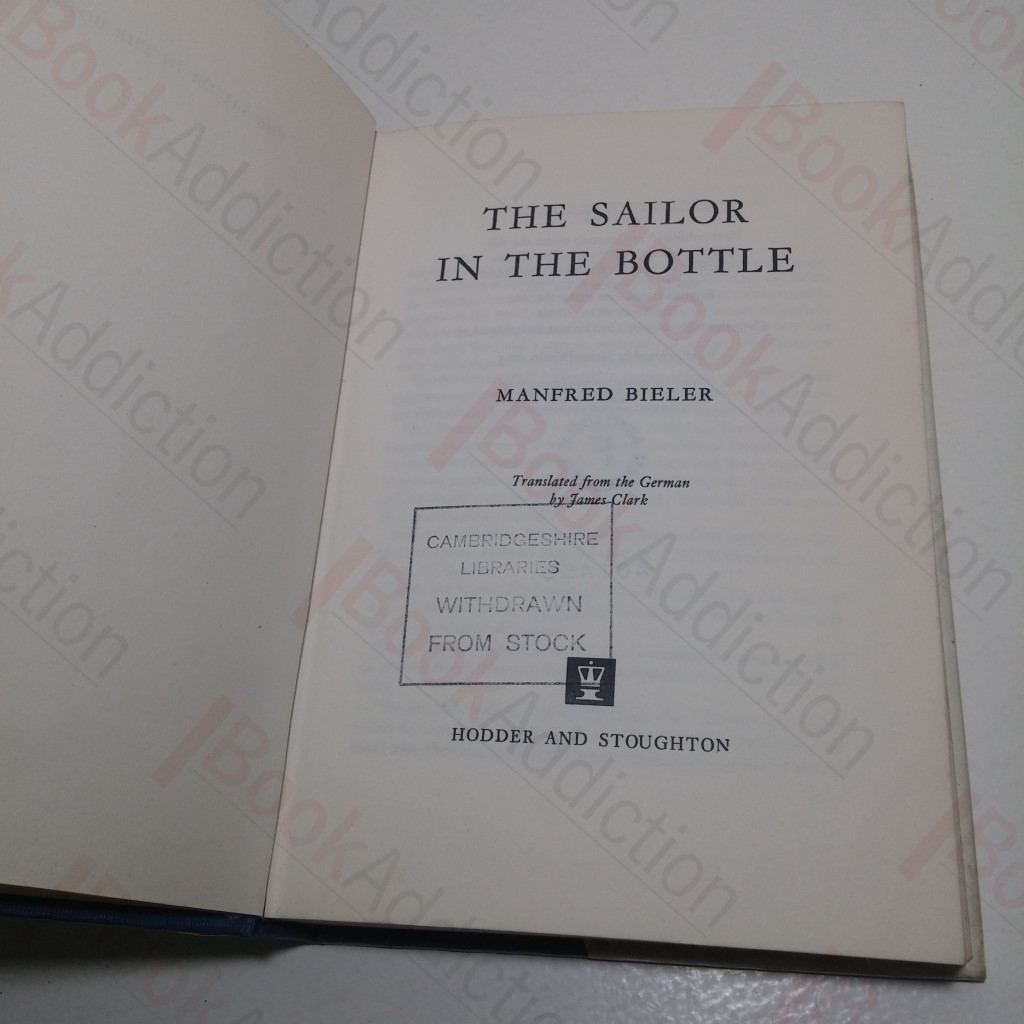 THE SAILOR
IN THE BOTTLE
MANFRED BIELER
Translated from the German
by James Clark
CAMBRIDGESHIRE
LIBRARIES
WITHDRAWN
FROM STOCK
HODDER AND STOUGHTON
BookAddiction